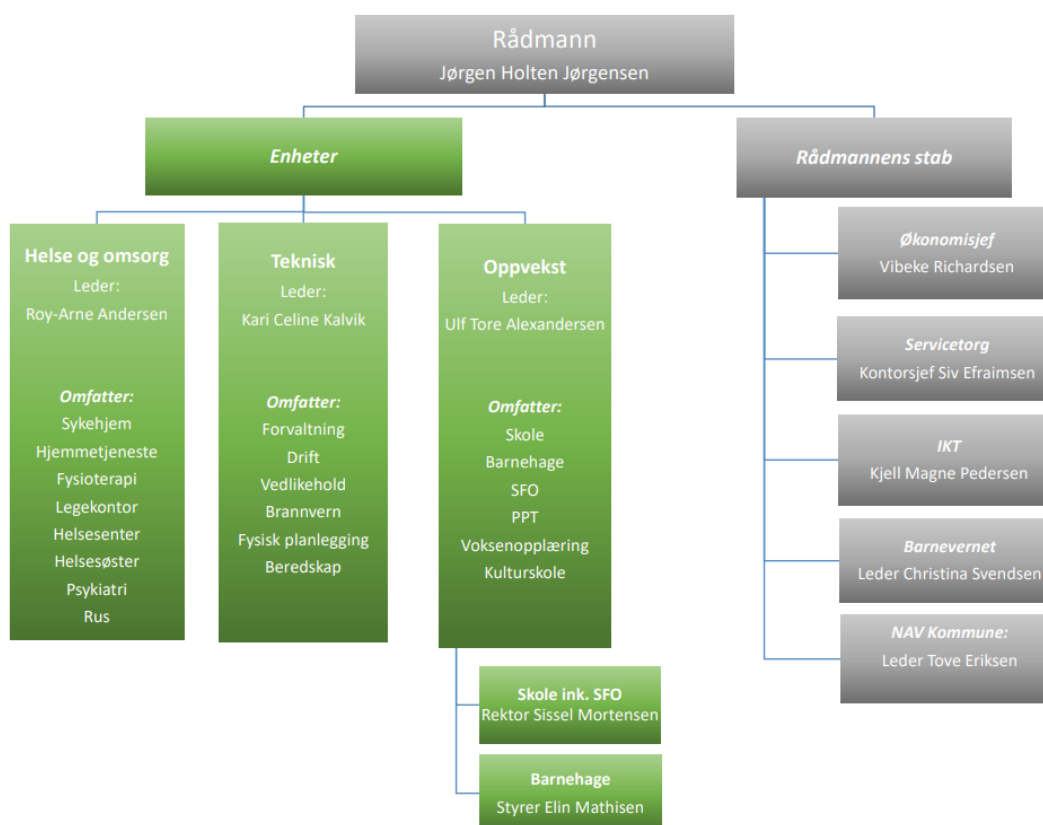 Rådmann
Jørgen Holten Jørgensen
Enheter
Rådmannens stab
Helse og omsorg
Leder:
Roy-Arne Andersen
Omfatter:
Sykehjem
Hjemmetjeneste
Fysioterapi
Legekontor
Helsesenter
Helsesøster
Psykiatri
Rus
Teknisk
Leder:
Kari Celine Kalvik
Omfatter:
Forvaltning
Drift
Vedlikehold
Brannvern
Fysisk planlegging
Beredskap
Oppvekst
Leder:
Ulf Tore Alexandersen
Omfatter:
Skole
Barnehage
SFO
PPT
Voksenopplæring
Kulturskole
Skole ink. SFO
Rektor Sissel Mortensen
Barnehage
Styrer Elin Mathisen
Økonomisjef
Vibeke Richardsen
Servicetorg
Kontorsjef Siv Efraimsen
IKT
Kjell Magne Pedersen
Barnevernet
Leder Christina Svendsen
NAV Kommune:
Leder Tove Eriksen